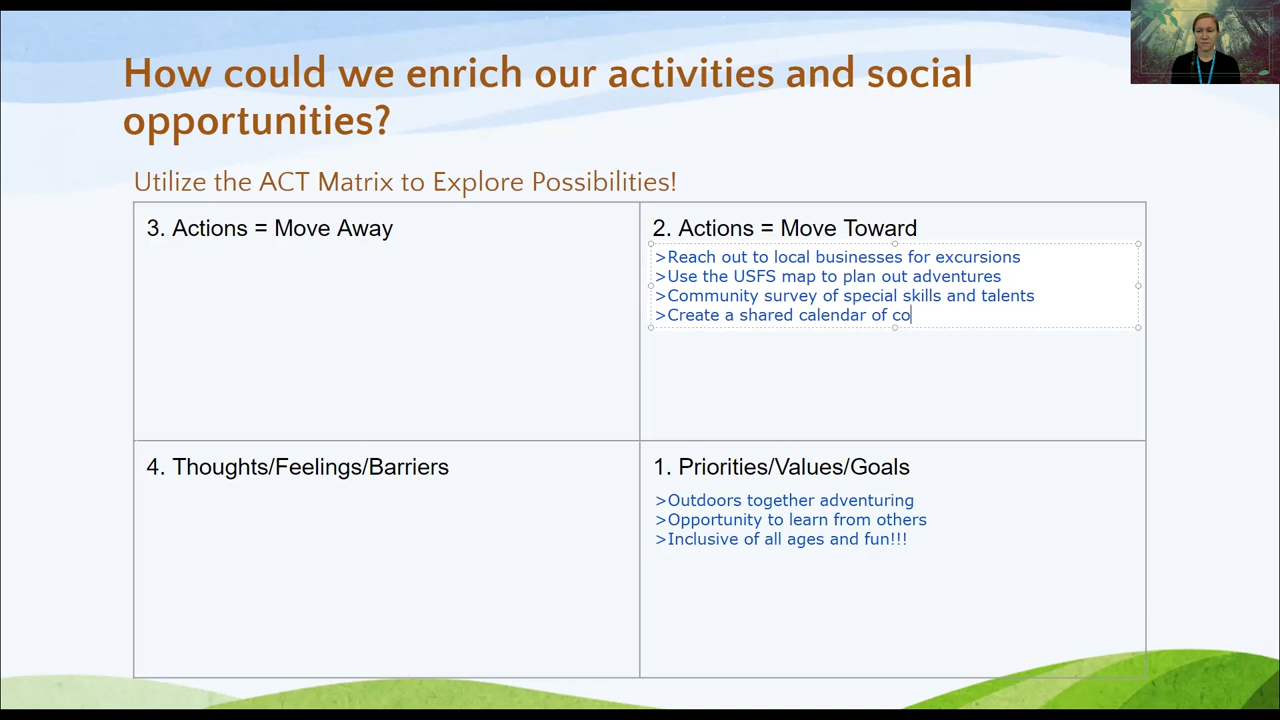 How could we enrich our activities and social
opportunities?
Utilize the ACT Matrix to Explore Possibilities!
3. Actions = Move Away
2. Actions = Move Toward
>Reach out to local businesses for excursions
>Use the USFS map to plan out adventures
>Community survey of special skills and talents
>Create a shared calendar of co
4. Thoughts/Feelings/Barriers
1. Priorities/Values/Goals
>Outdoors together adventuring
>Opportunity to learn from others
>Inclusive of all ages and fun!!!